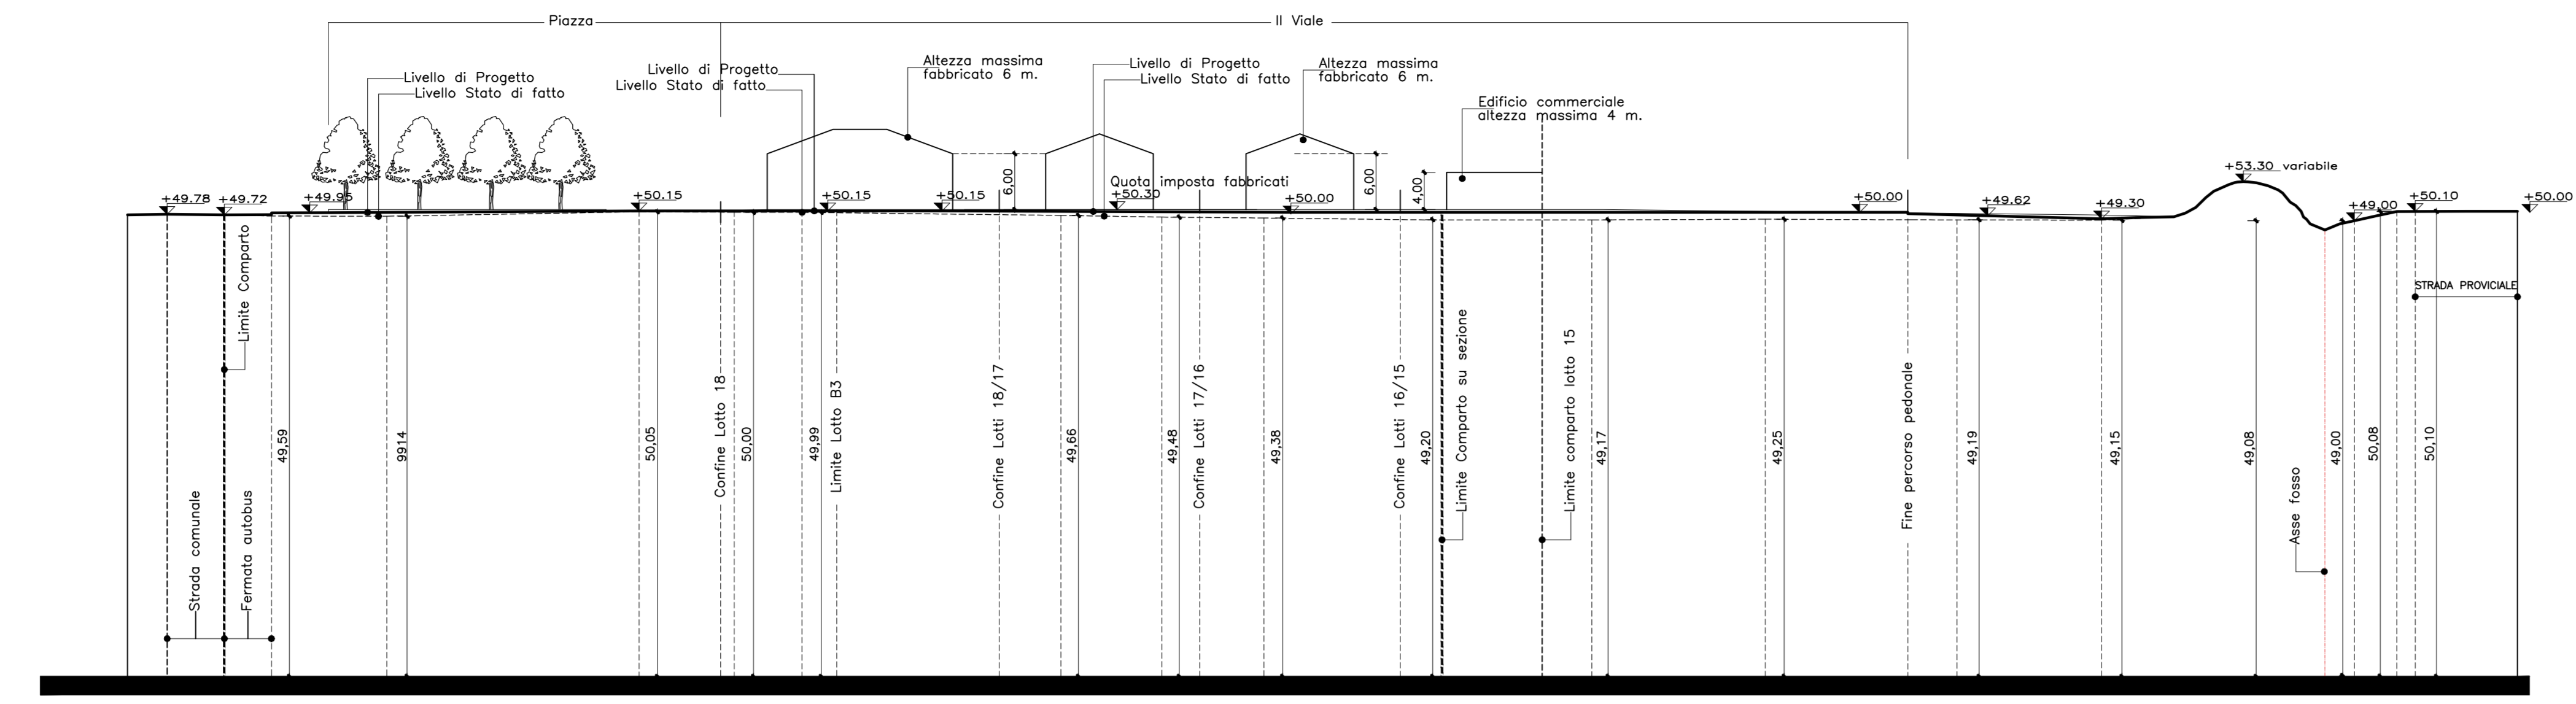 Piazza
Il Viale
Livello di Progetto
Livello Stato di fatto
Livello di Progetto
Livello Stato di fatto
Altezza massima
fabbricato 6 m.
Livello di Progetto
Livello Stato di fatto
Altezza massima
fabbricato 6 m.
Edificio commerciale
altezza massima 4 m.
+49.78
+49.72
+49.95
+50.15
+50.15
+50.15
6,00
Quota imposta fabbricati
+50.30
+50.00
6,00
4,00
+50.00
+49.62
+49.30
+53.30 variabile
+49.00
+50.10
+50.00
STRADA PROVICIALE
Strada comunale
Limite Comparto
Fermata autobus
49,59
9914
50,05
Confine Lotto 18
50,00
49,99
Limite Lotto B3
Confine Lotti 18/17
49,66
49,48
Confine Lotti 17/16
49,38
Confine Lotti 16/15
49,20
Limite Comparto su sezione
Limite comparto lotto 15
49,17
49,25
Fine percorso pedonale
49,19
49,15
49,08
Asse fosso
49,00
50,08
50,10